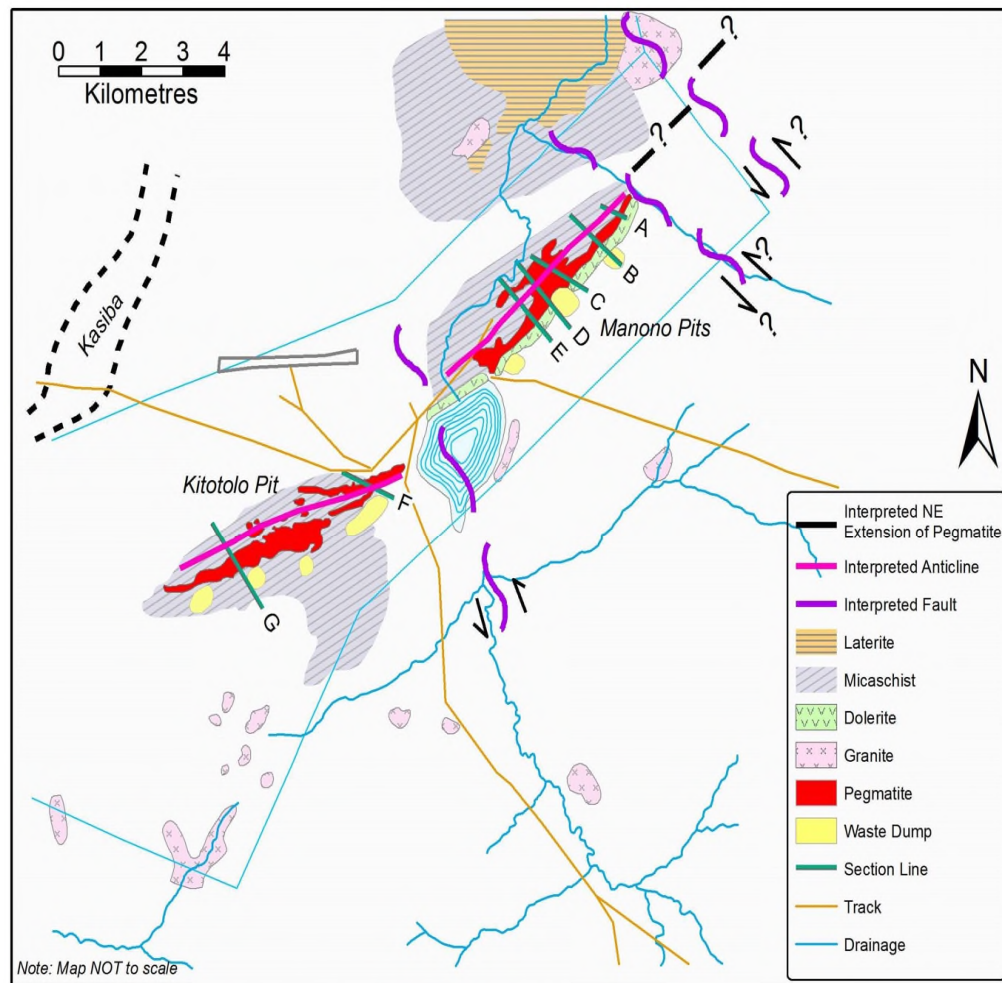 0 1 2 3 4
Kilometres
?
?
?
?
?
Kasiba
A
B
C
D
E
Manono Pits
N
Kitotolo Pit
F
G
Interpreted NE
Extension of Pegmatite
Interpreted Anticline
Interpreted Fault
Laterite
Micaschist
Dolerite
Granite
Pegmatite
Waste Dump
Section Line
Track
Drainage
Note: Map NOT to scale